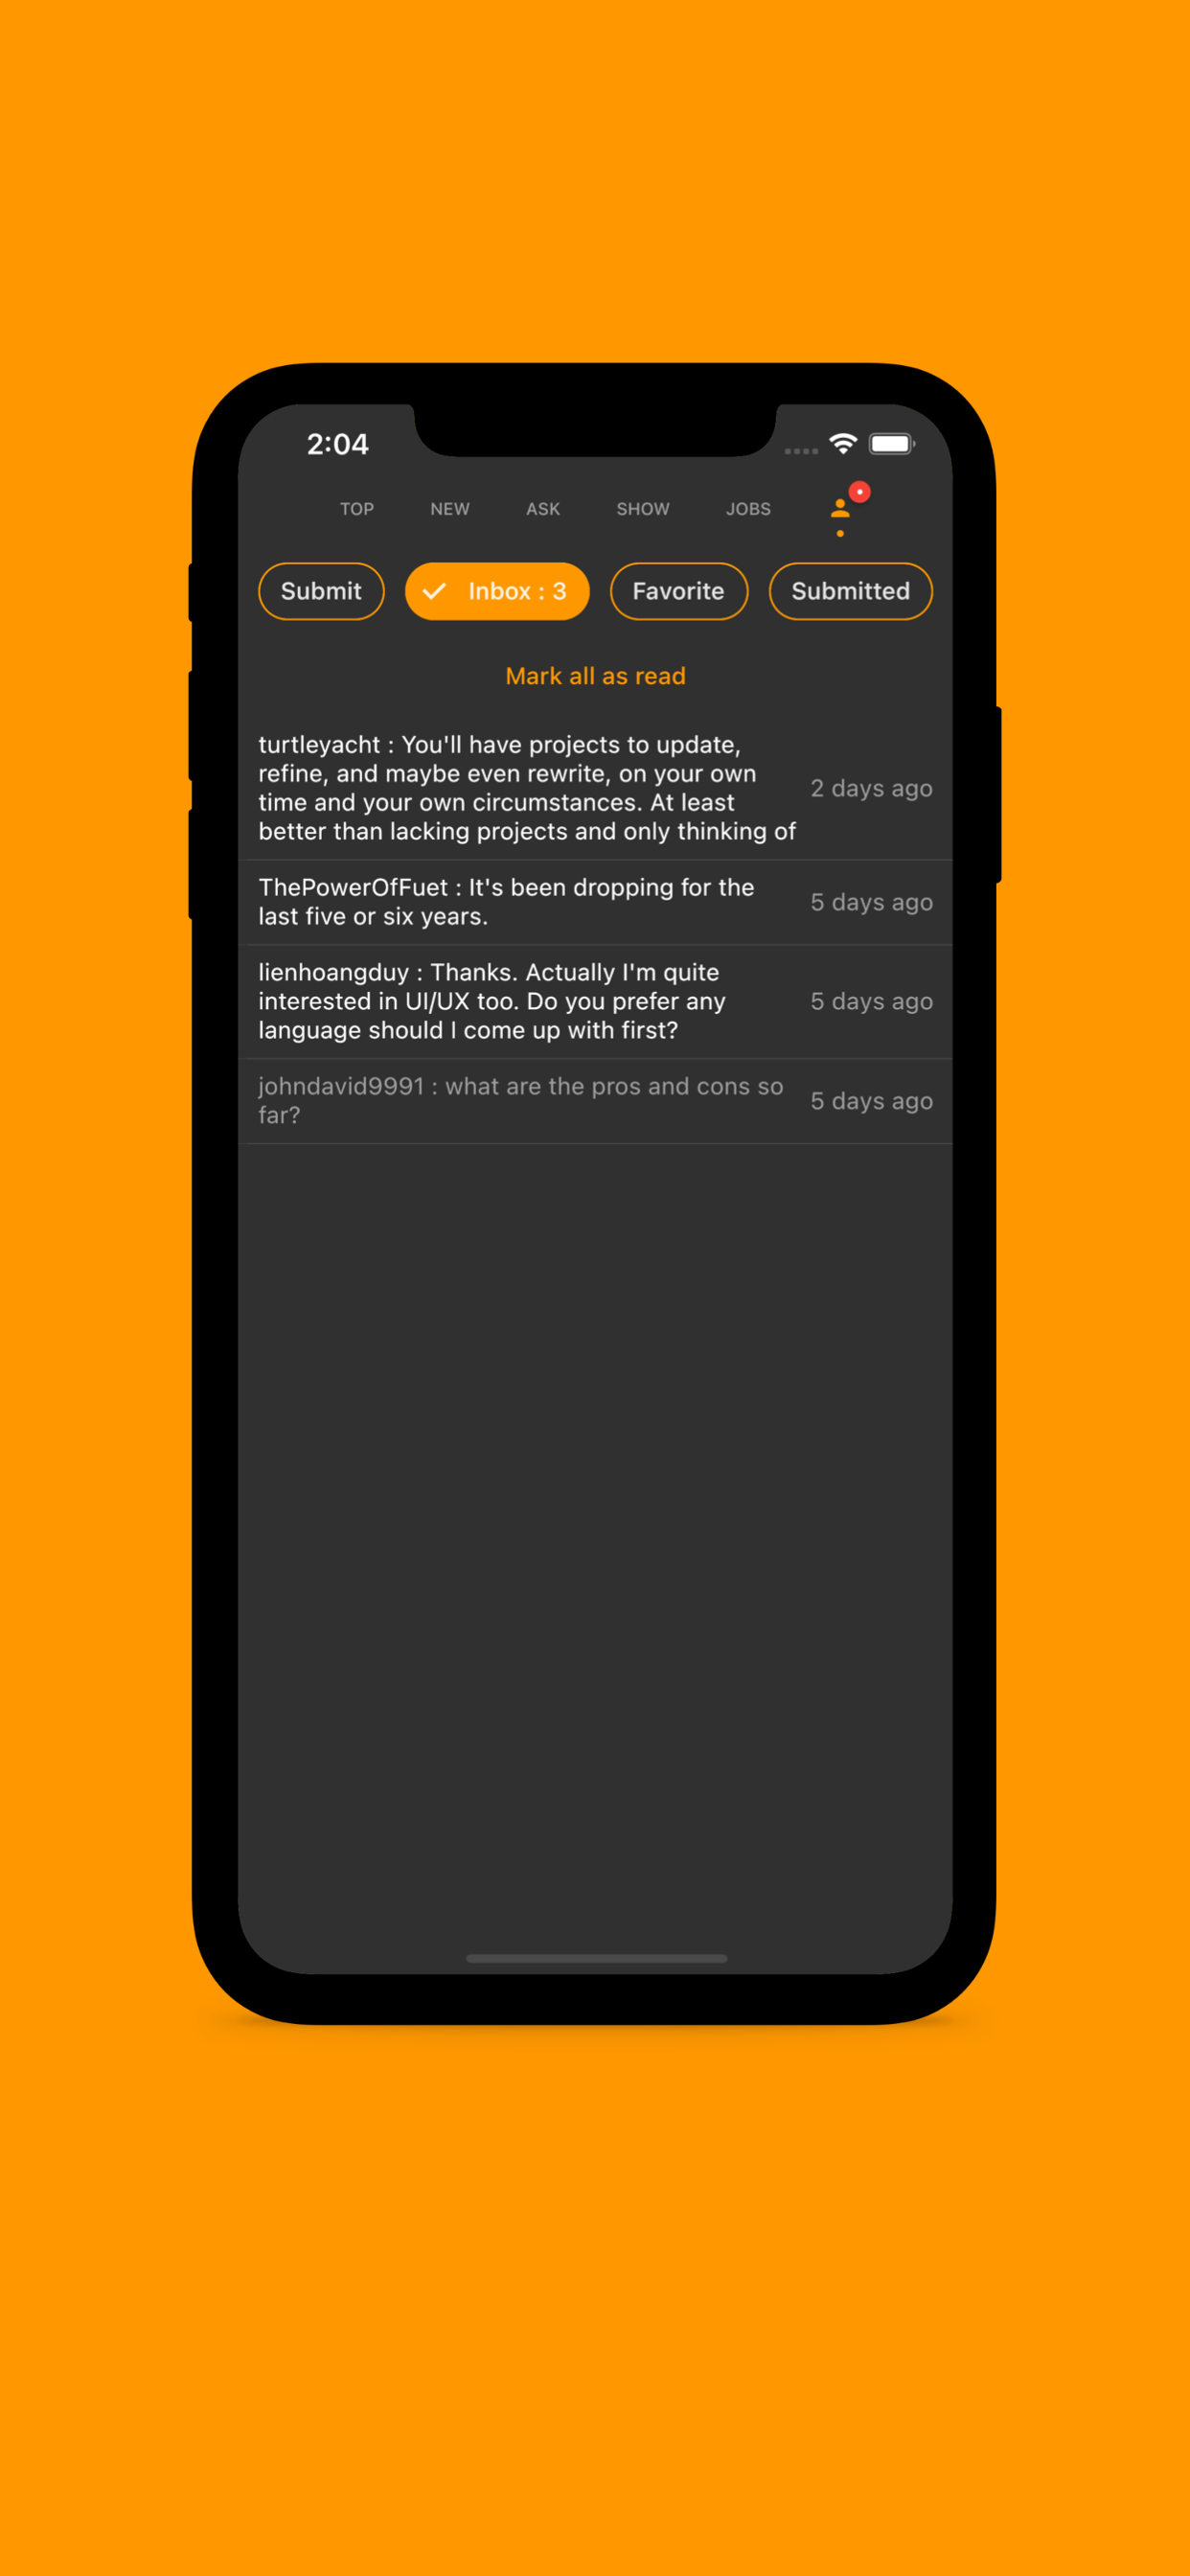 2:04
TOP NEW ASK SHOW JOBS
Submit Inbox : 3 Favorite Submitted
Mark all as read
turtleyacht : You'll have projects to update,
refine, and maybe even rewrite, on your own
time and your own circumstances. At least
better than lacking projects and only thinking of
2 days ago
ThePowerOfFuet : It's been dropping for the
last five or six years.
5 days ago
lienhoangduy : Thanks. Actually I'm quite
interested in UI/UX too. Do you prefer any
language should I come up with first?
5 days ago
johndavid9991 : what are the pros and cons so
far?
5 days ago